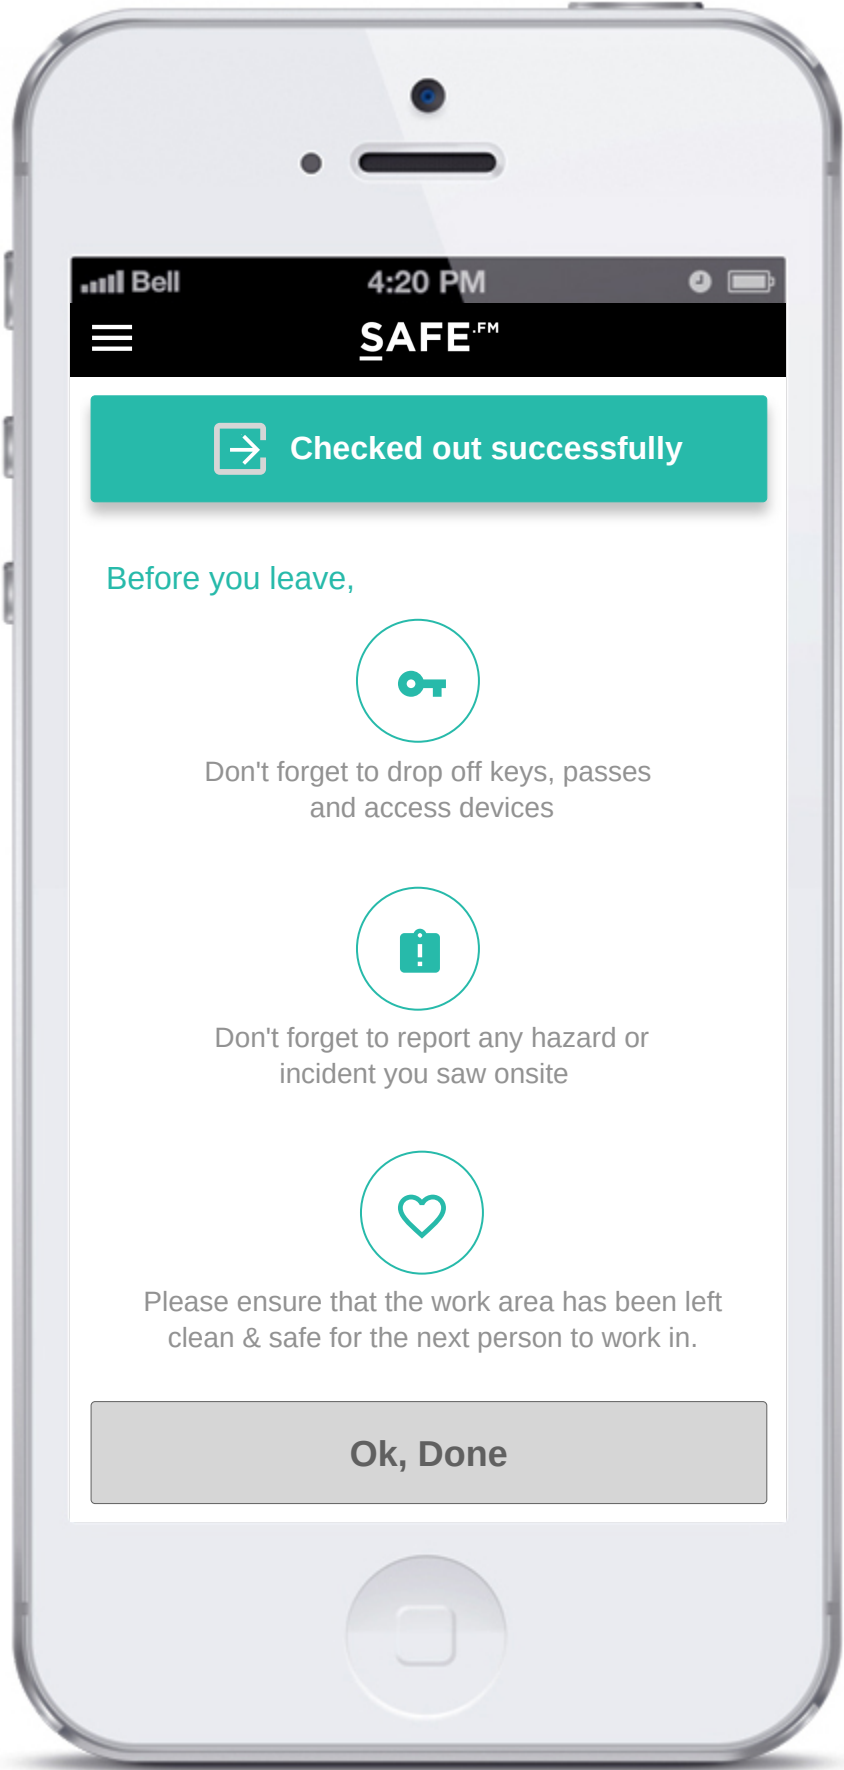 Bell 4:20 PM
SAFE.FM
Checked out successfully
Before you leave,
Don't forget to drop off keys, passes
and access devices
Don't forget to report any hazard or
incident you saw onsite
Please ensure that the work area has been left
clean & safe for the next person to work in.
Ok, Done